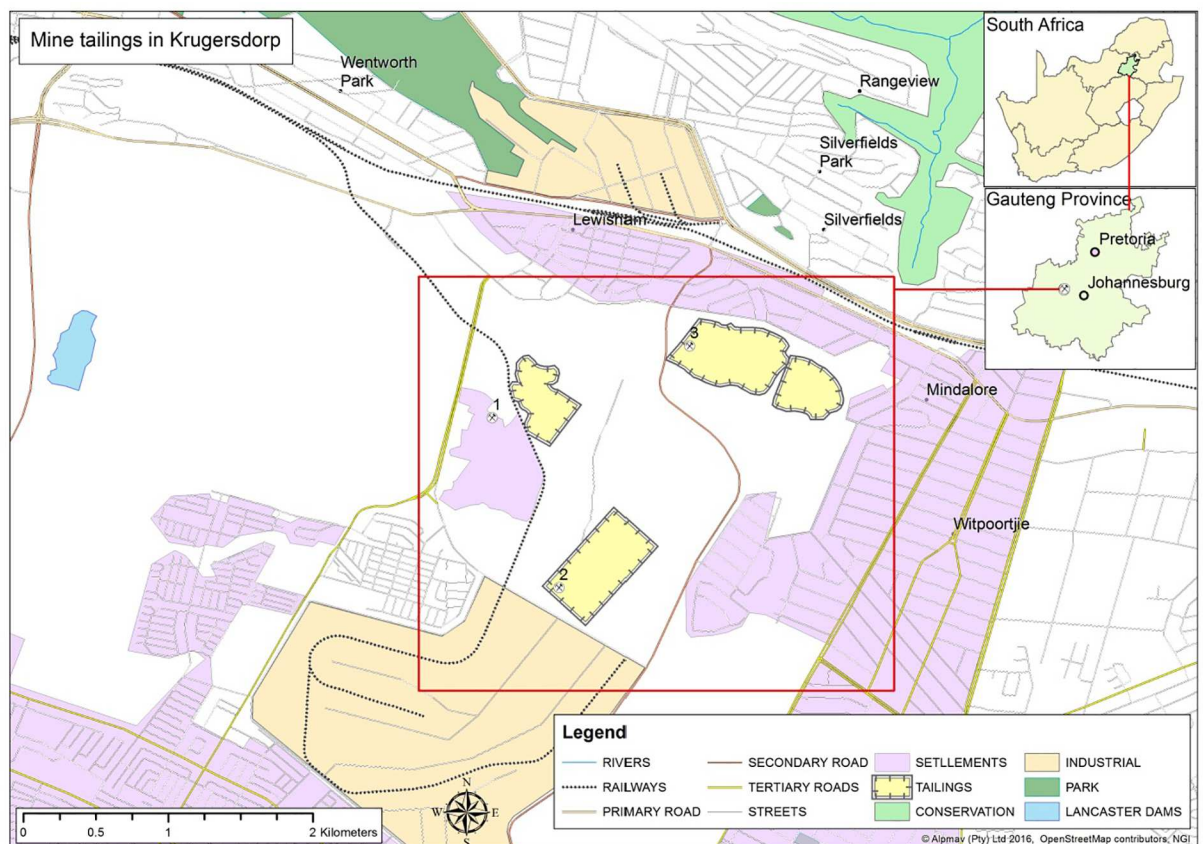 Mine tailings in Krugersdorp
Wentworth
Park
Rangeview
Silverfields
Park
Silverfields
Lewisham
South Africa
Gauteng Province
Pretoria
Johannesburg
3
1
Mindalore
Witpoortjie
2
Legend
RIVERS
RAILWAYS
PRIMARY ROAD
SECONDARY ROAD
TERTIARY ROADS
STREETS
SETLLEMENTS
TAILINGS
CONSERVATION
INDUSTRIAL
PARK
LANCASTER DAMS
N
W E
S
0 0.5 1 2 Kilometers
© Alpmav (Pty) Ltd 2016, OpenStreetMap contributors, NGI